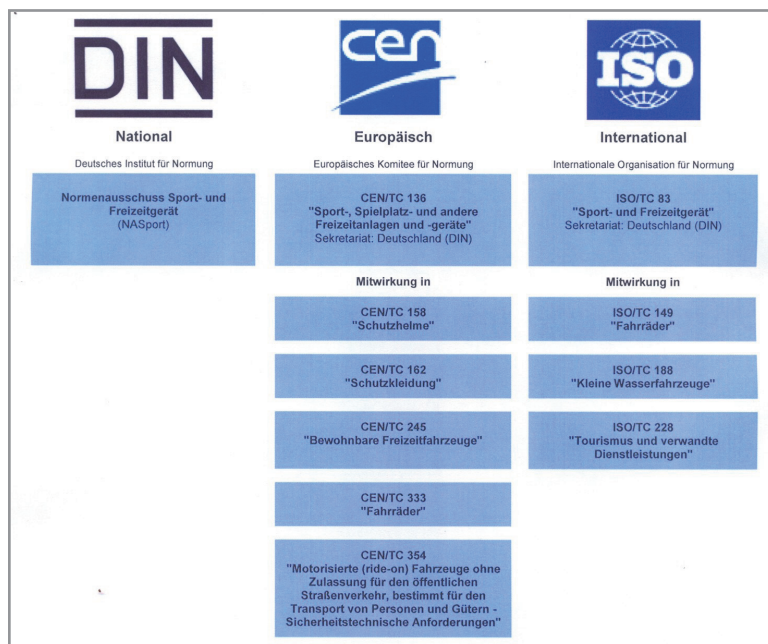 DIN
National
Deutsches Institut für Normung
Normenausschuss Sport- und
Freizeitgerät
(NASport)
cen
Europäisch
Europäisches Komitee für Normung
CEN/TC 136
"Sport-, Spielplatz- und andere
Freizeitanlagen und -geräte"
Sekretariat: Deutschland (DIN)
Mitwirkung in
CEN/TC 158
"Schutzhelme"
CEN/TC 162
"Schutzkleidung"
CEN/TC 245
"Bewohnbare Freizeitfahrzeuge"
CEN/TC 333
"Fahrräder"
CEN/TC 354
"Motorisierte (ride-on) Fahrzeuge ohne
Zulassung für den öffentlichen
Straßenverkehr, bestimmt für den
Transport von Personen und Gütern -
Sicherheitstechnische Anforderungen"
ISO
International
Internationale Organisation für Normung
ISO/TC 83
"Sport- und Freizeitgerät"
Sekretariat: Deutschland (DIN)
Mitwirkung in
ISO/TC 149
"Fahrräder"
ISO/TC 188
"Kleine Wasserfahrzeuge"
ISO/TC 228
"Tourismus und verwandte
Dienstleistungen"